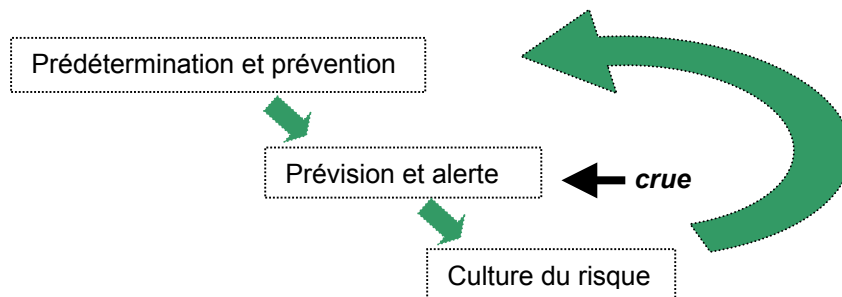 Prédétermination et prévention
Prévision et alerte
crue
Culture du risque